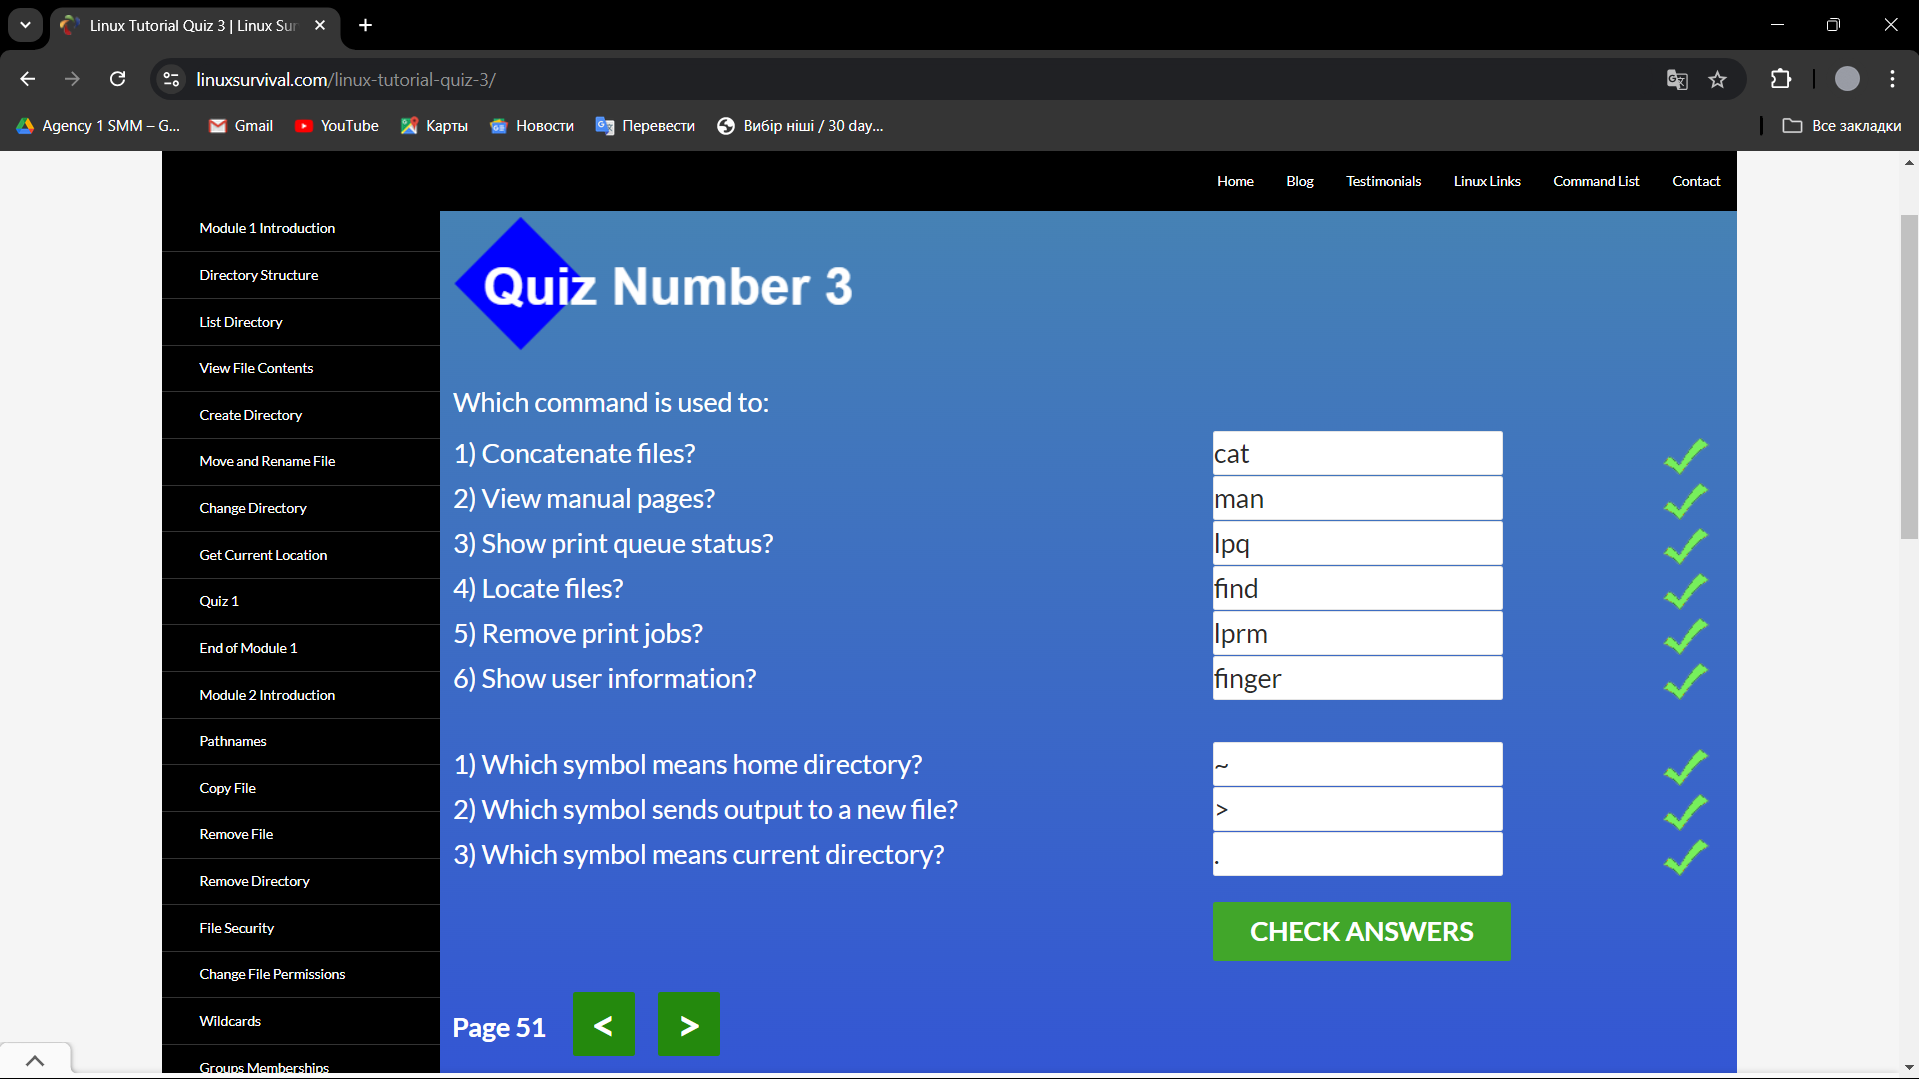 Linux Tutorial Quiz 3 | Linux Sur
linuxsurvival.com/linux-tutorial-quiz-3/
Agency 1 SMM – G...
Gmail
YouTube
Карты
Новости
Перевести
Вибір ніші / 30 day...
Все закладки
Home
Blog
Testimonials
Linux Links
Command List
Contact
Module 1 Introduction
Directory Structure
List Directory
View File Contents
Create Directory
Move and Rename File
Change Directory
Get Current Location
Quiz 1
End of Module 1
Module 2 Introduction
Pathnames
Copy File
Remove File
Remove Directory
File Security
Change File Permissions
Wildcards
Groups Memberships
Quiz Number 3
Which command is used to:
1) Concatenate files? cat
2) View manual pages? man
3) Show print queue status? lpq
4) Locate files? find
5) Remove print jobs? lprm
6) Show user information? finger
1) Which symbol means home directory? ~
2) Which symbol sends output to a new file? >
3) Which symbol means current directory? .
CHECK ANSWERS
Page 51 < >